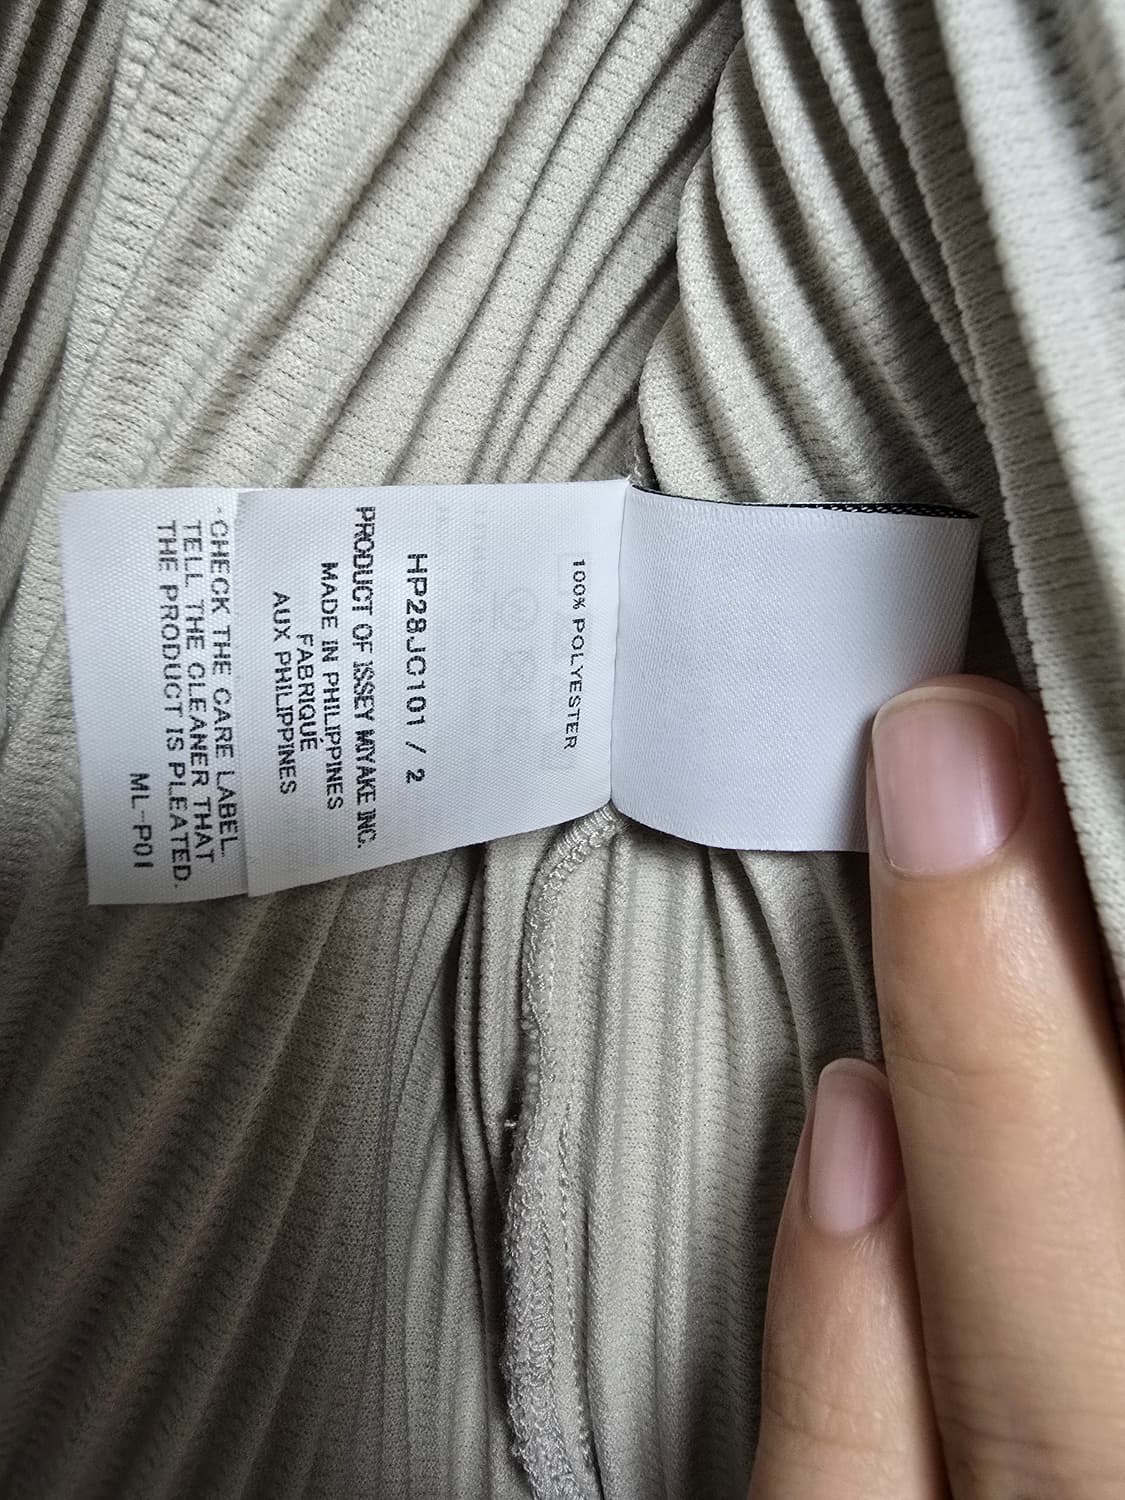 100% POLYESTER
HP28JC101 / 2
PRODUCT OF ISSEY MIYAKE INC.
MADE IN PHILIPPINES
FABRIQUÉ
AUX PHILIPPINES
-CHECK THE CARE LABEL.
TELL THE CLEANER THAT
THE PRODUCT IS PLEATED.
ML-P01